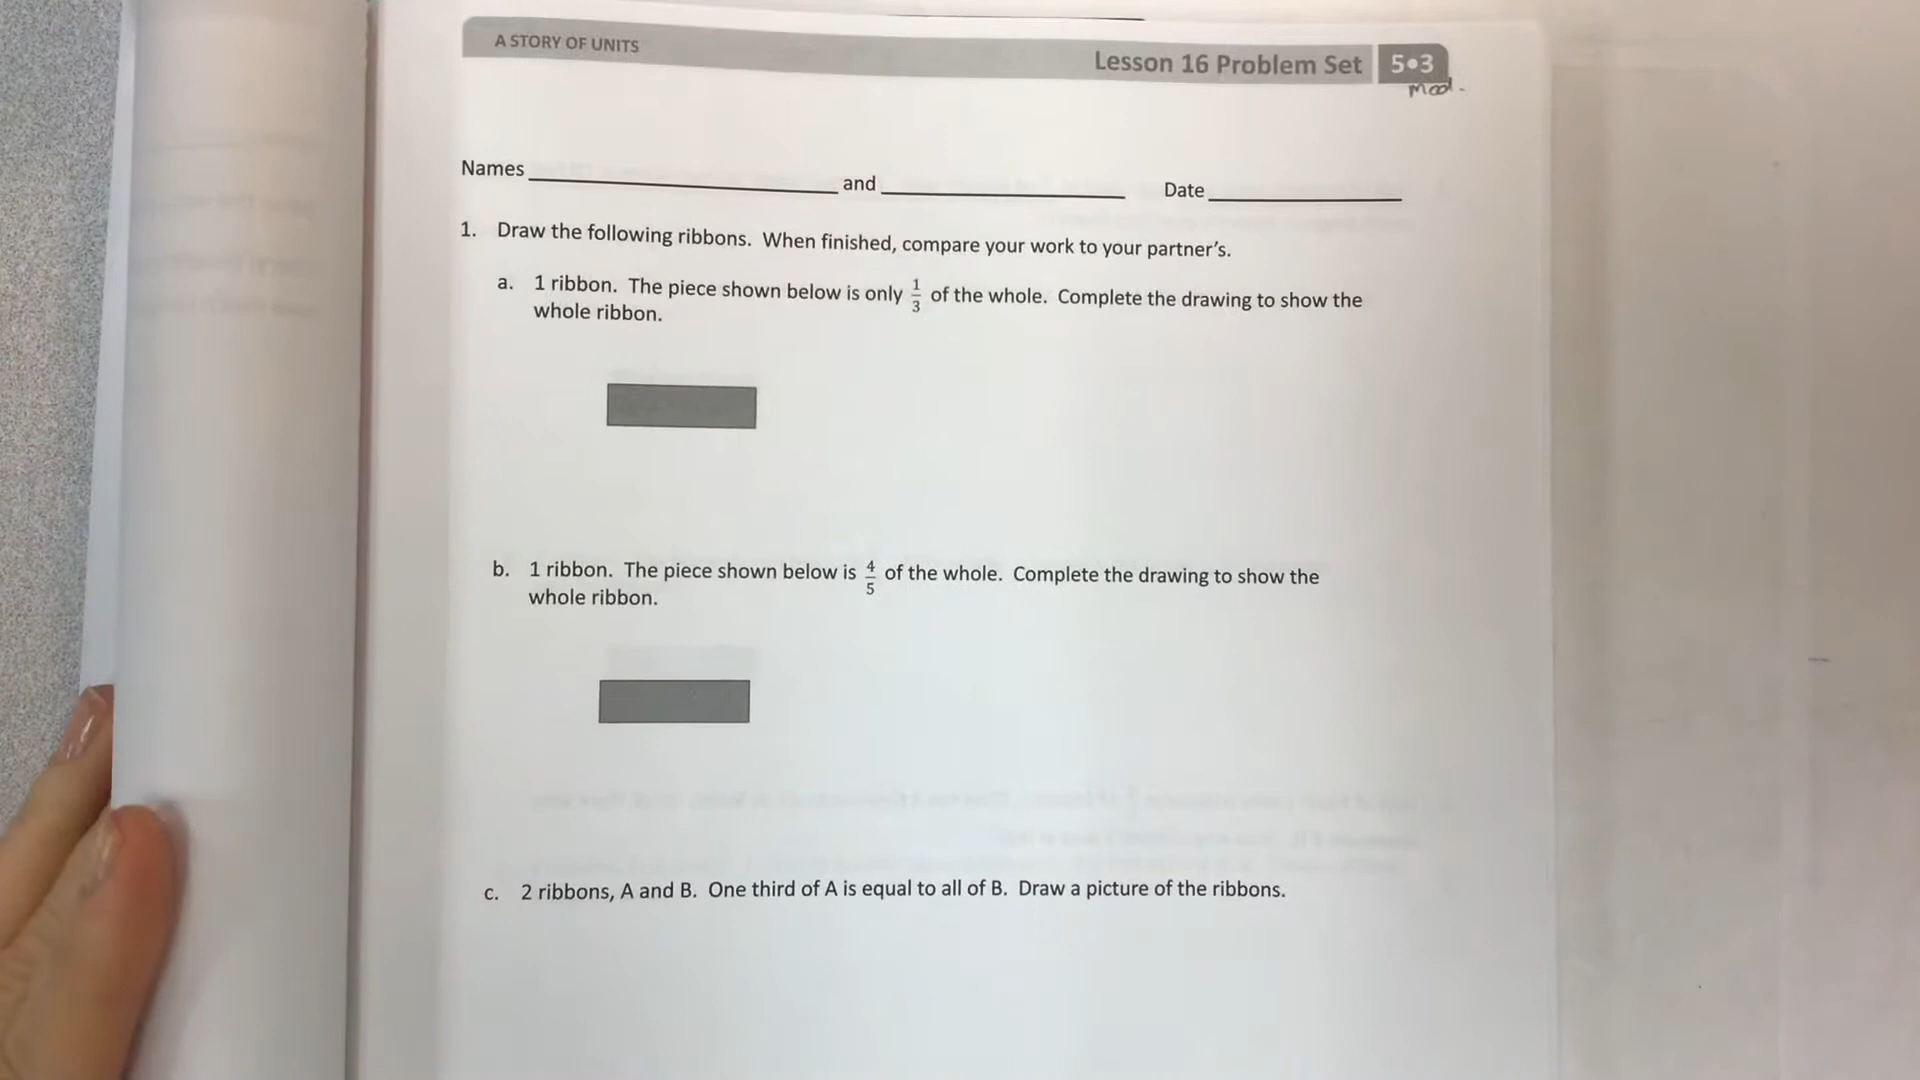 A STORY OF UNITS
Lesson 16 Problem Set 5•3
mod.
Names and Date
1. Draw the following ribbons. When finished, compare your work to your partner's.
a. 1 ribbon. The piece shown below is only 1/3 of the whole. Complete the drawing to show the
whole ribbon.
b. 1 ribbon. The piece shown below is 4/5 of the whole. Complete the drawing to show the
whole ribbon.
c. 2 ribbons, A and B. One third of A is equal to all of B. Draw a picture of the ribbons.